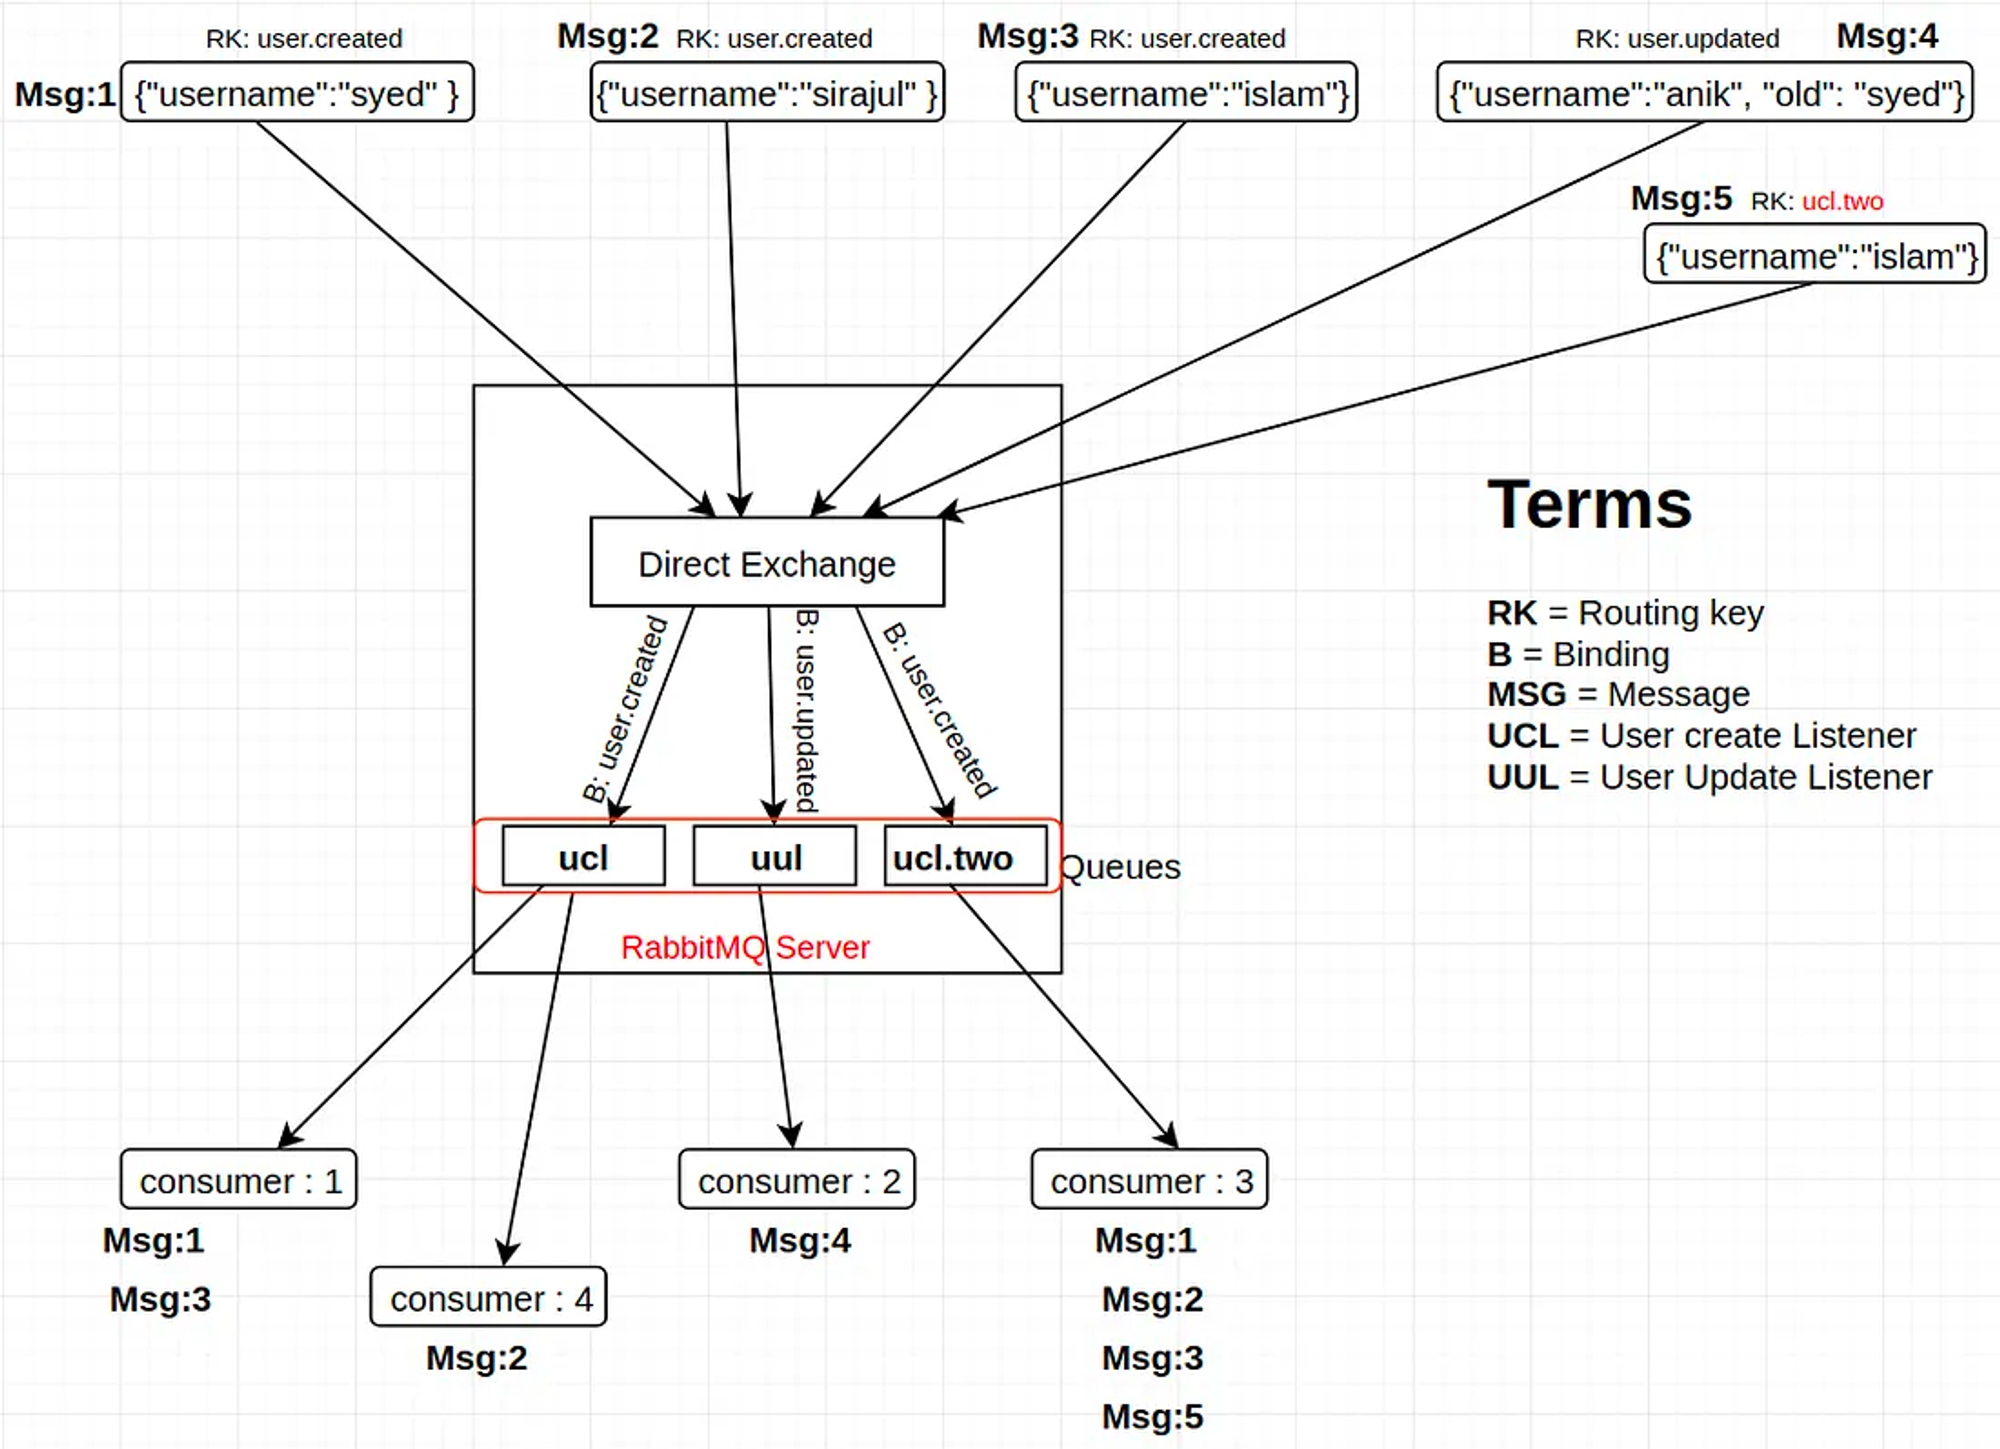 RK: user.created
Msg:2 RK: user.created
Msg:3 RK: user.created
RK: user.updated Msg:4
Msg:1 {"username":"syed" }
{"username":"sirajul" }
{"username":"islam"}
{"username":"anik", "old": "syed"}
Msg:5 RK: ucl.two
{"username":"islam"}
Direct Exchange
B: user.created
B: user.updated
B: user.created
ucl
uul
ucl.two
Queues
RabbitMQ Server
Terms
RK = Routing key
B = Binding
MSG = Message
UCL = User create Listener
UUL = User Update Listener
consumer : 1
Msg:1
Msg:3
consumer : 4
Msg:2
consumer : 2
Msg:4
consumer : 3
Msg:1
Msg:2
Msg:3
Msg:5